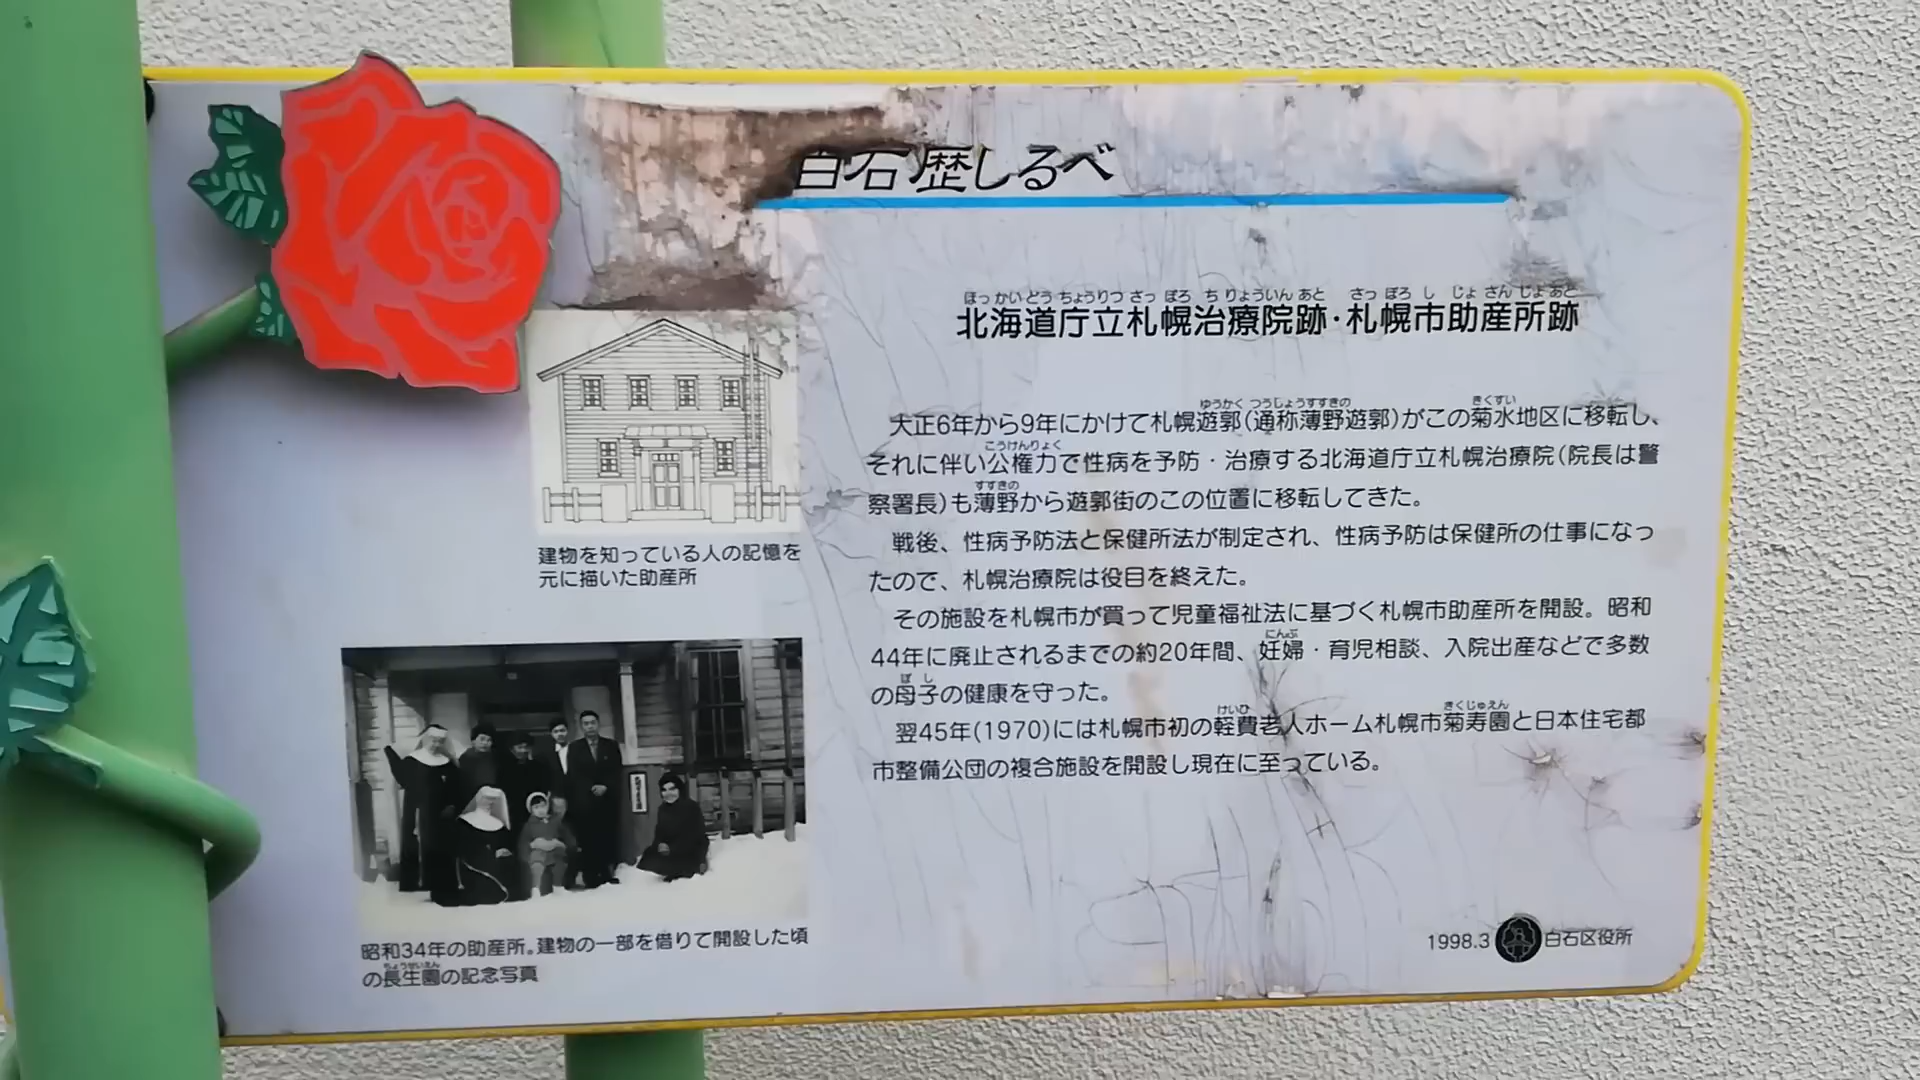 白石歴しるべ
ほっかいどうちょうりつ さっ ぽろ ち りょういん あと さっ ぽろ し じょ さん じょ あと
北海道庁立札幌治療院跡・札幌市助産所跡
ゆうかく つうしょうすすきの きくすい
大正6年から9年にかけて札幌遊郭(通称薄野遊郭)がこの菊水地区に移転し、
こうけんりょく
それに伴い公権力で性病を予防・治療する北海道庁立札幌治療院(院長は警
すすきの
察署長)も薄野から遊郭街のこの位置に移転してきた。
戦後、性病予防法と保健所法が制定され、性病予防は保健所の仕事になっ
たので、札幌治療院は役目を終えた。
その施設を札幌市が買って児童福祉法に基づく札幌市助産所を開設。昭和
にんぷ
44年に廃止されるまでの約20年間、妊婦・育児相談、入院出産などで多数
ぼ し
の母子の健康を守った。
けいひ きくじゅえん
翌45年(1970)には札幌市初の軽費老人ホーム札幌市菊寿園と日本住宅都
市整備公団の複合施設を開設し現在に至っている。
建物を知っている人の記憶を
元に描いた助産所
昭和34年の助産所。建物の一部を借りて開設した頃
ちょうせいえん
の長生園の記念写真
1998.3 白石区役所